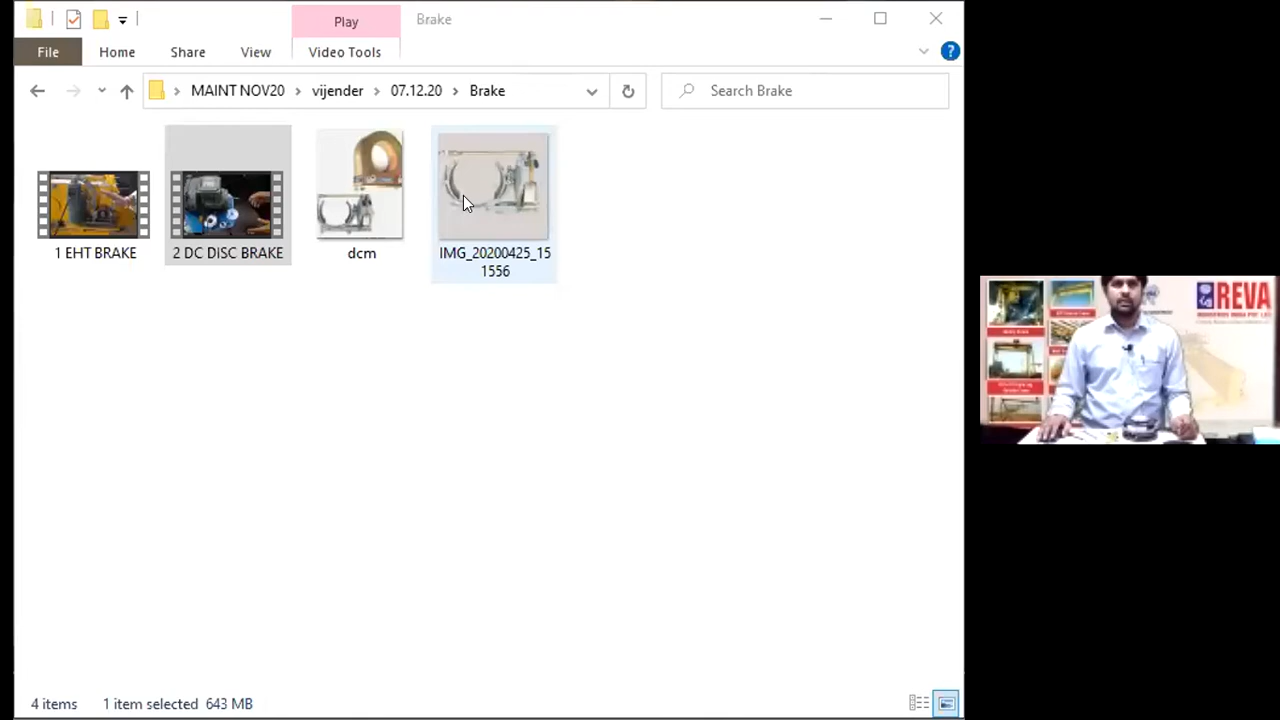 Play
Brake
File
Home
Share
View
Video Tools
MAINT NOV20
vijender
07.12.20
Brake
Search Brake
1 EHT BRAKE
2 DC DISC BRAKE
dcm
IMG_20200425_15
1556
REVA
4 items
1 item selected 643 MB